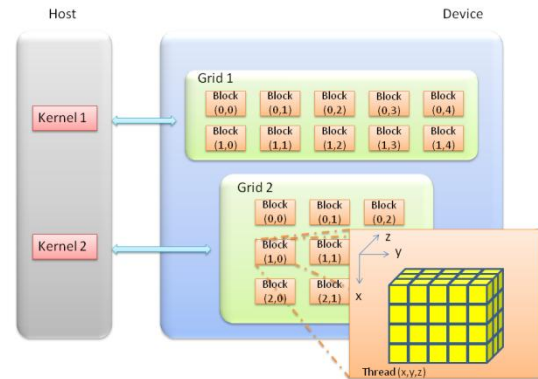 Host
Device
Grid 1
Kernel 1
Block
(0,0)
Block
(0,1)
Block
(0,2)
Block
(0,3)
Block
(0,4)
Block
(1,0)
Block
(1,1)
Block
(1,2)
Block
(1,3)
Block
(1,4)
Grid 2
Kernel 2
Block
(0,0)
Block
(0,1)
Block
(0,2)
Block
(1,0)
Block
(1,1)
Block
(2,0)
Block
(2,1)
z
y
x
Thread (x,y,z)